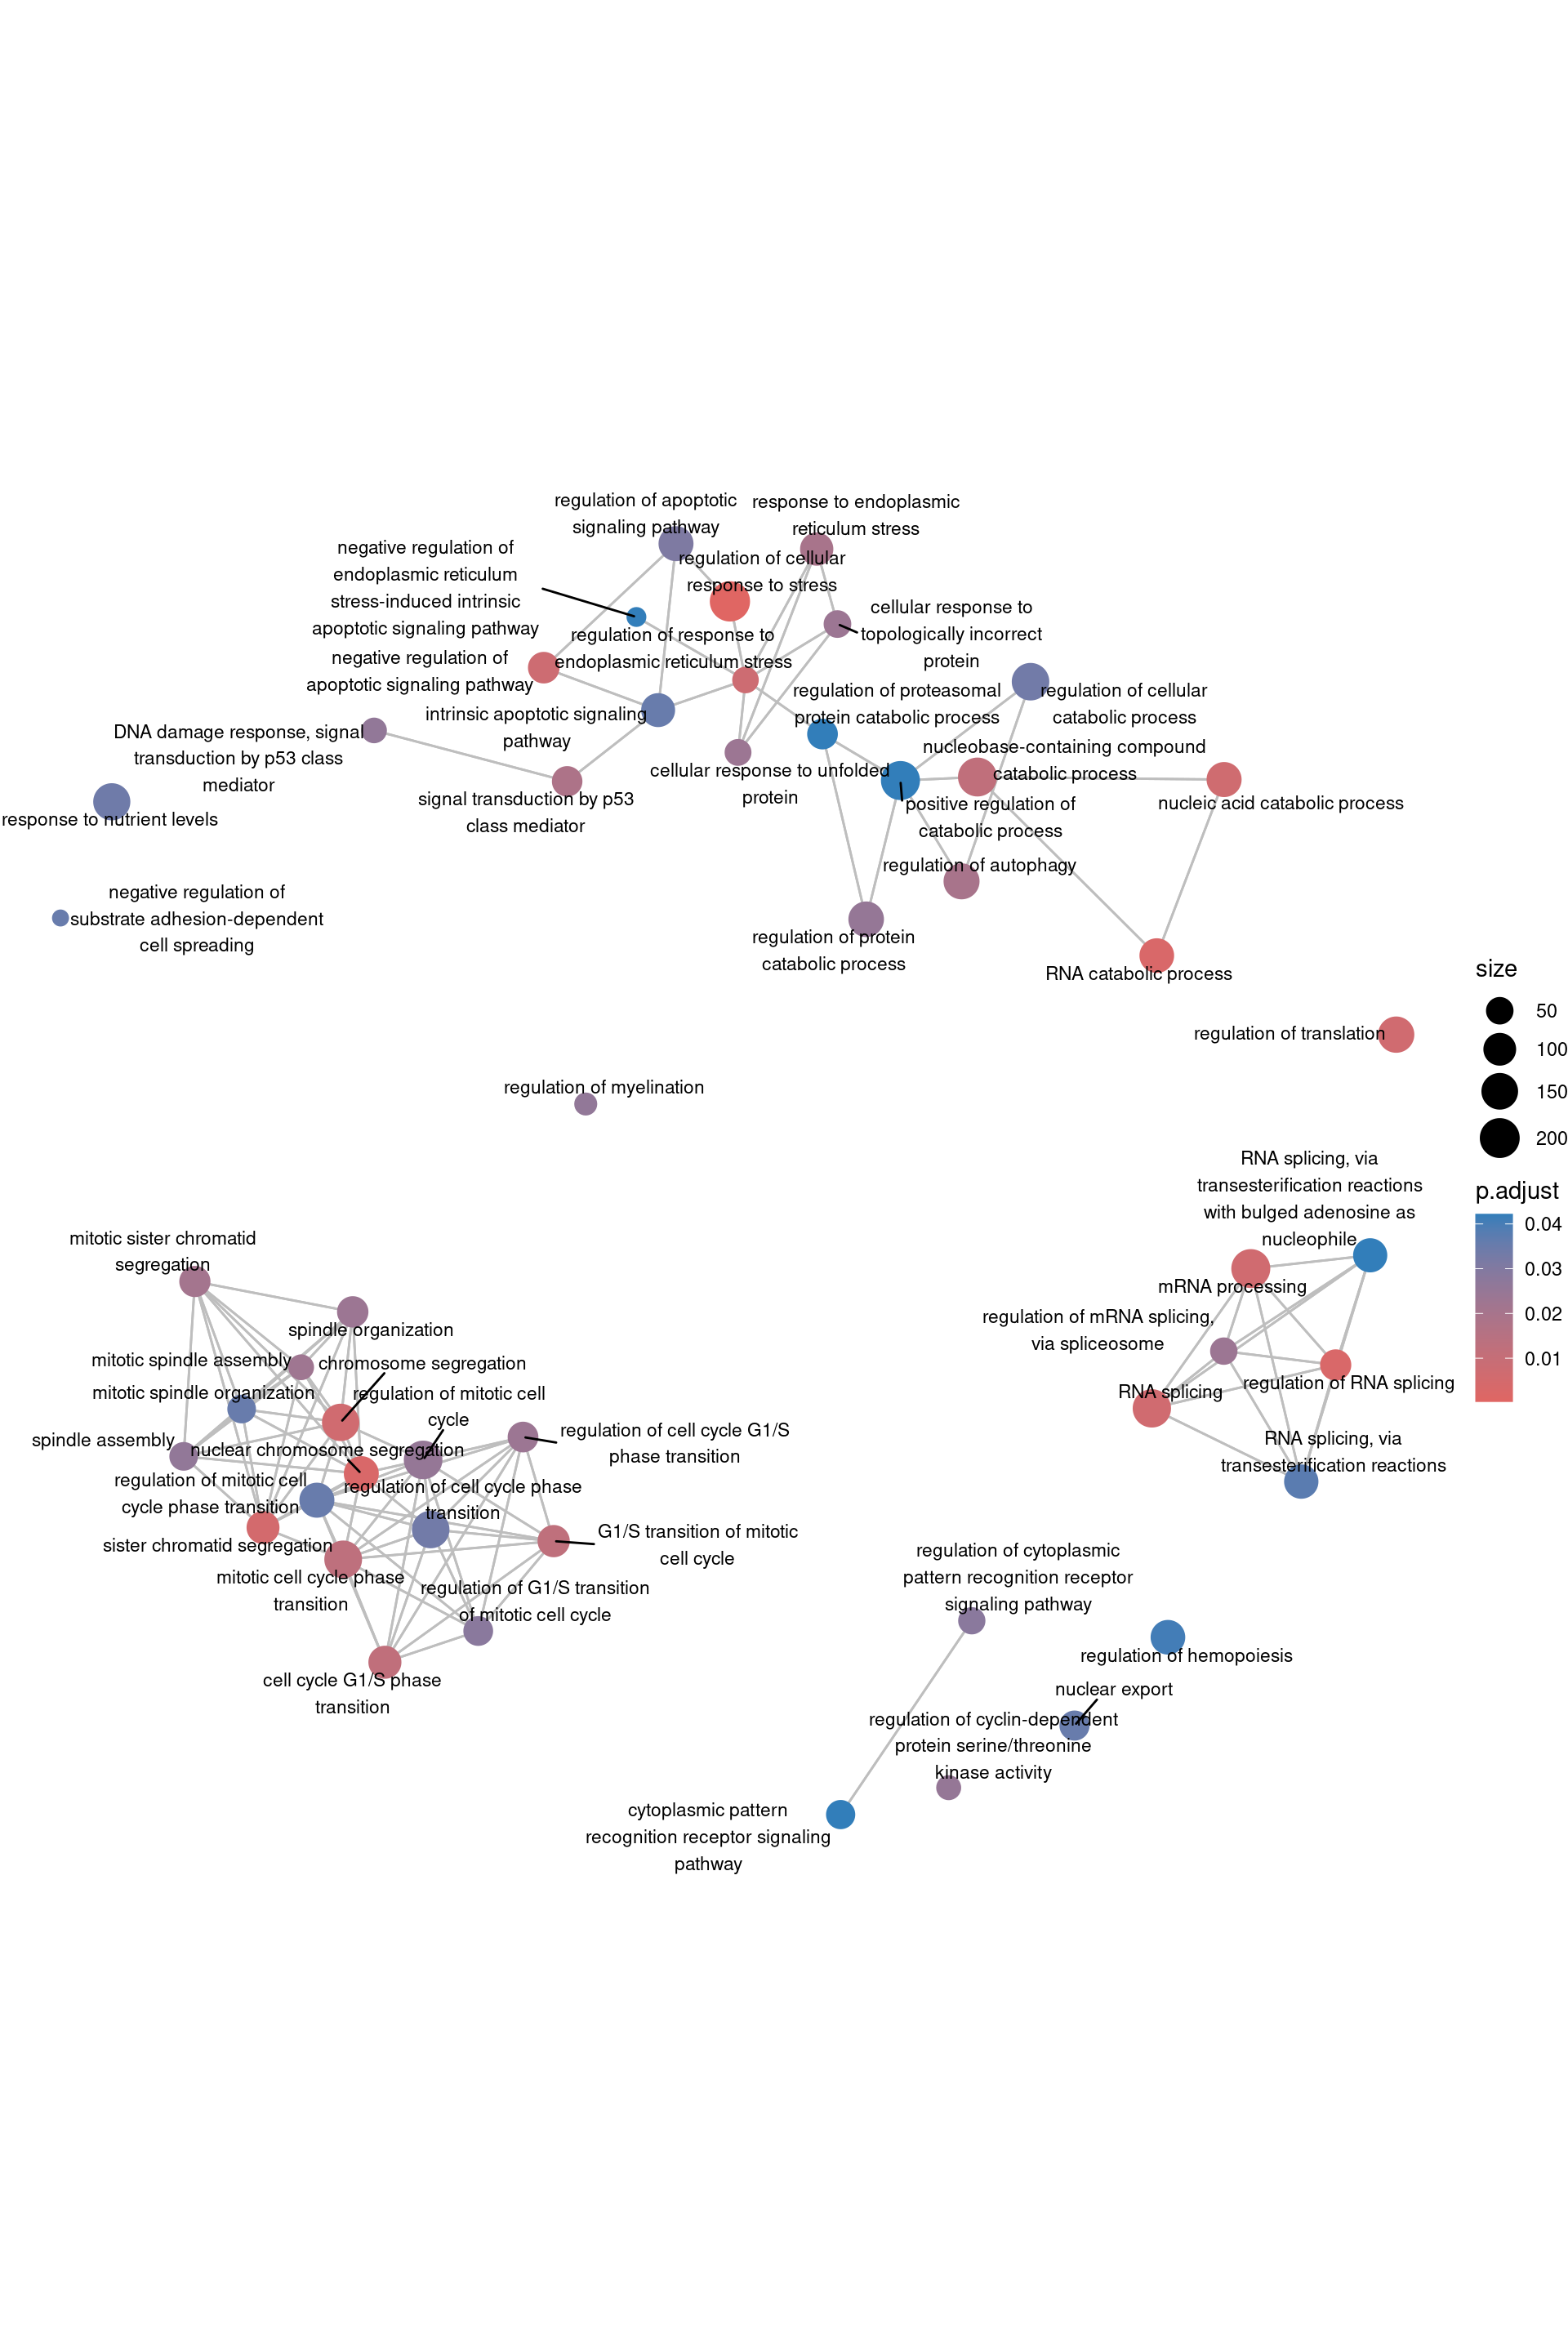 regulation of apoptotic
signaling pathway
response to endoplasmic
reticulum stress
negative regulation of
endoplasmic reticulum
stress-induced intrinsic
apoptotic signaling pathway
regulation of cellular
response to stress
cellular response to
topologically incorrect
protein
regulation of response to
endoplasmic reticulum stress
negative regulation of
apoptotic signaling pathway
regulation of proteasomal
protein catabolic process
regulation of cellular
catabolic process
intrinsic apoptotic signaling
pathway
DNA damage response, signal
transduction by p53 class
mediator
nucleobase-containing compound
catabolic process
cellular response to unfolded
protein
signal transduction by p53
class mediator
positive regulation of
catabolic process
nucleic acid catabolic process
response to nutrient levels
regulation of autophagy
negative regulation of
substrate adhesion-dependent
cell spreading
regulation of protein
catabolic process
RNA catabolic process
size
50
100
150
200
regulation of translation
regulation of myelination
p.adjust
0.04
0.03
0.02
0.01
RNA splicing, via
transesterification reactions
with bulged adenosine as
nucleophile
mRNA processing
regulation of mRNA splicing,
via spliceosome
regulation of RNA splicing
RNA splicing
RNA splicing, via
transesterification reactions
mitotic sister chromatid
segregation
spindle organization
mitotic spindle assembly
chromosome segregation
mitotic spindle organization
regulation of mitotic cell
cycle
spindle assembly
nuclear chromosome segregation
regulation of cell cycle G1/S
phase transition
regulation of mitotic cell
cycle phase transition
regulation of cell cycle phase
transition
sister chromatid segregation
G1/S transition of mitotic
cell cycle
mitotic cell cycle phase
transition
regulation of G1/S transition
of mitotic cell cycle
cell cycle G1/S phase
transition
regulation of cytoplasmic
pattern recognition receptor
signaling pathway
regulation of hemopoiesis
nuclear export
regulation of cyclin-dependent
protein serine/threonine
kinase activity
cytoplasmic pattern
recognition receptor signaling
pathway